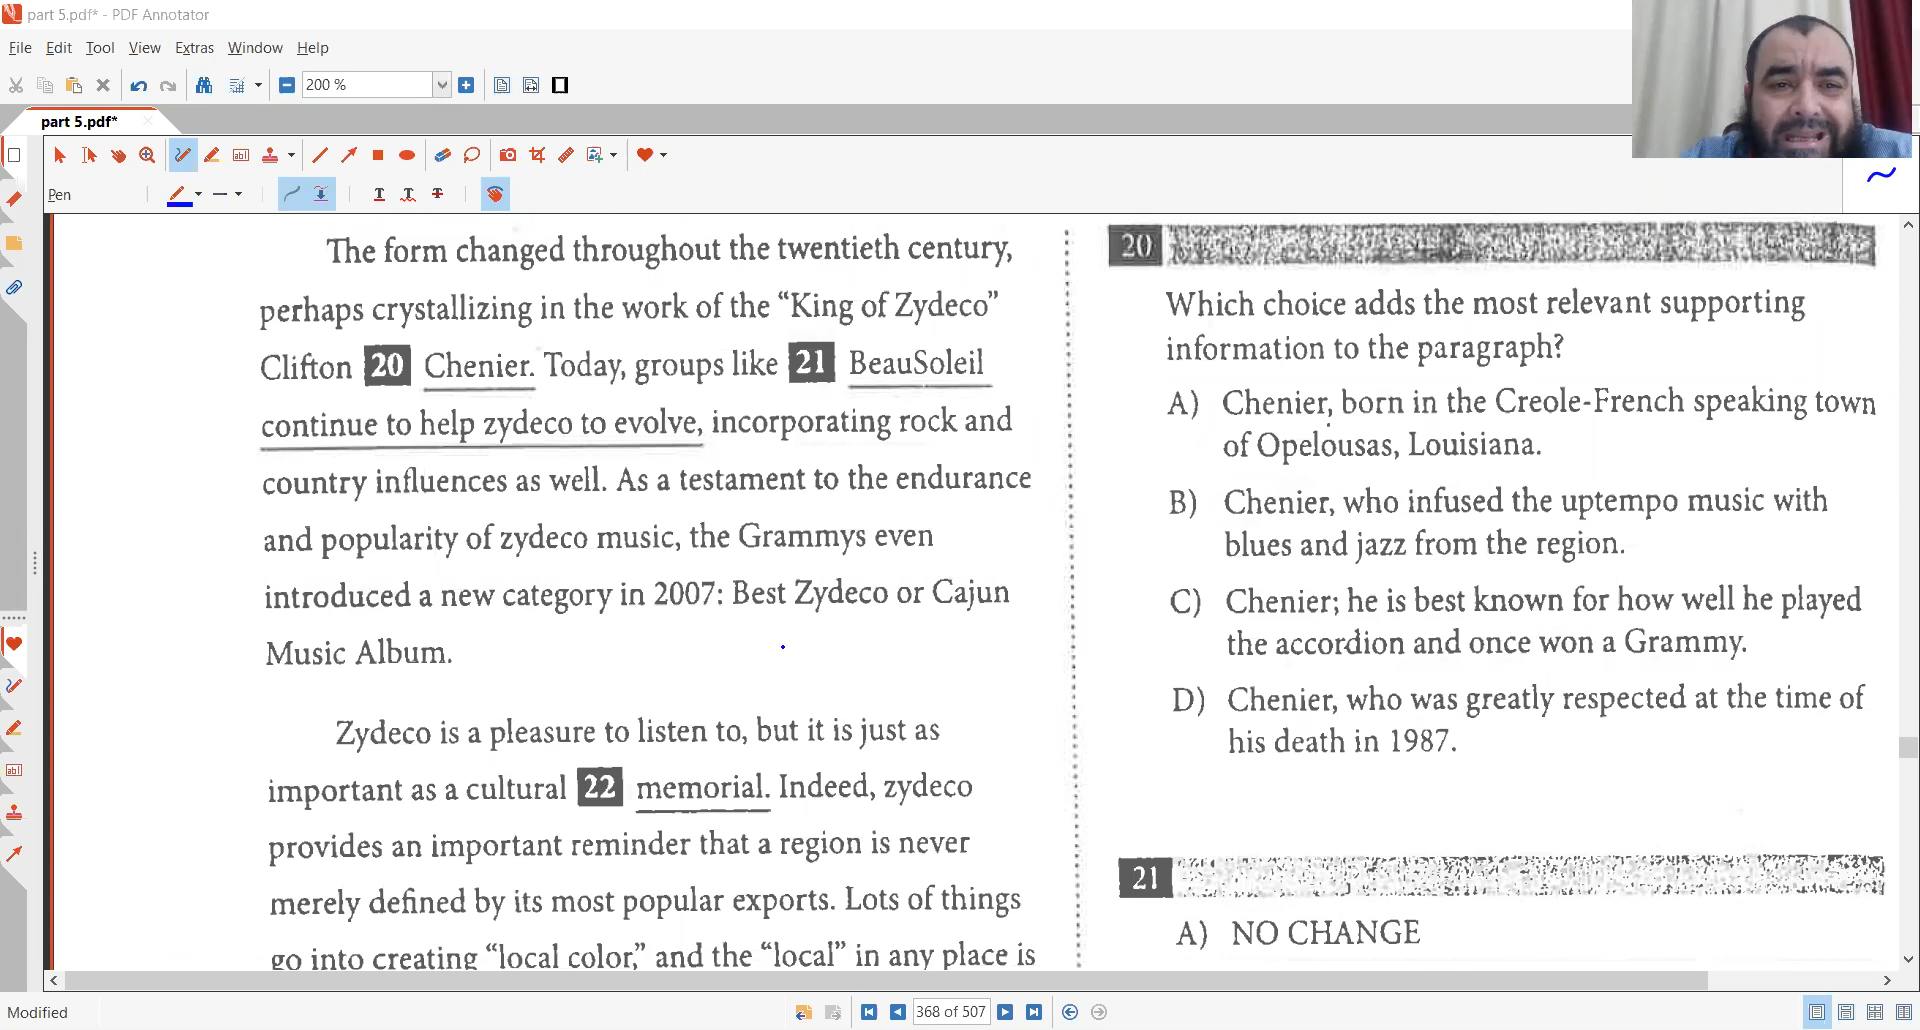 part 5.pdf* - PDF Annotator
File Edit Tool View Extras Window Help
200 %
part 5.pdf*
Pen
The form changed throughout the twentieth century,
perhaps crystallizing in the work of the “King of Zydeco”
Clifton 20 Chenier. Today, groups like 21 BeauSoleil
continue to help zydeco to evolve, incorporating rock and
country influences as well. As a testament to the endurance
and popularity of zydeco music, the Grammys even
introduced a new category in 2007: Best Zydeco or Cajun
Music Album.
Zydeco is a pleasure to listen to, but it is just as
important as a cultural 22 memorial. Indeed, zydeco
provides an important reminder that a region is never
merely defined by its most popular exports. Lots of things
go into creating “local color,” and the “local” in any place is
20
Which choice adds the most relevant supporting
information to the paragraph?
A) Chenier, born in the Creole-French speaking town
of Opelousas, Louisiana.
B) Chenier, who infused the uptempo music with
blues and jazz from the region.
C) Chenier; he is best known for how well he played
the accordion and once won a Grammy.
D) Chenier, who was greatly respected at the time of
his death in 1987.
21
A) NO CHANGE
Modified
368 of 507